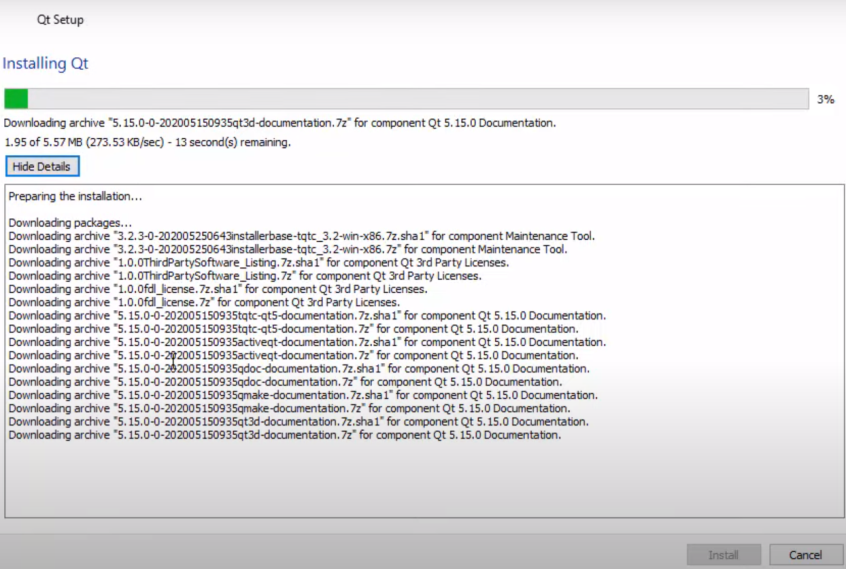 Qt Setup
Installing Qt
3%
Downloading archive "5.15.0-0-202005150935qt3d-documentation.7z" for component Qt 5.15.0 Documentation.
1.95 of 5.57 MB (273.53 KB/sec) - 13 second(s) remaining.
Hide Details
Preparing the installation...
Downloading packages...
Downloading archive "3.2.3-0-202005250643installerbase-tqtc_3.2-win-x86.7z.sha1" for component Maintenance Tool.
Downloading archive "3.2.3-0-202005250643installerbase-tqtc_3.2-win-x86.7z" for component Maintenance Tool.
Downloading archive "1.0.0ThirdPartySoftware_Listing.7z.sha1" for component Qt 3rd Party Licenses.
Downloading archive "1.0.0ThirdPartySoftware_Listing.7z" for component Qt 3rd Party Licenses.
Downloading archive "1.0.0fdl_license.7z.sha1" for component Qt 3rd Party Licenses.
Downloading archive "1.0.0fdl_license.7z" for component Qt 3rd Party Licenses.
Downloading archive "5.15.0-0-202005150935tqtc-qt5-documentation.7z.sha1" for component Qt 5.15.0 Documentation.
Downloading archive "5.15.0-0-202005150935tqtc-qt5-documentation.7z" for component Qt 5.15.0 Documentation.
Downloading archive "5.15.0-0-202005150935activeqt-documentation.7z.sha1" for component Qt 5.15.0 Documentation.
Downloading archive "5.15.0-0-202005150935activeqt-documentation.7z" for component Qt 5.15.0 Documentation.
Downloading archive "5.15.0-0-202005150935qdoc-documentation.7z.sha1" for component Qt 5.15.0 Documentation.
Downloading archive "5.15.0-0-202005150935qdoc-documentation.7z" for component Qt 5.15.0 Documentation.
Downloading archive "5.15.0-0-202005150935qmake-documentation.7z.sha1" for component Qt 5.15.0 Documentation.
Downloading archive "5.15.0-0-202005150935qmake-documentation.7z" for component Qt 5.15.0 Documentation.
Downloading archive "5.15.0-0-202005150935qt3d-documentation.7z.sha1" for component Qt 5.15.0 Documentation.
Downloading archive "5.15.0-0-202005150935qt3d-documentation.7z" for component Qt 5.15.0 Documentation.
Install
Cancel